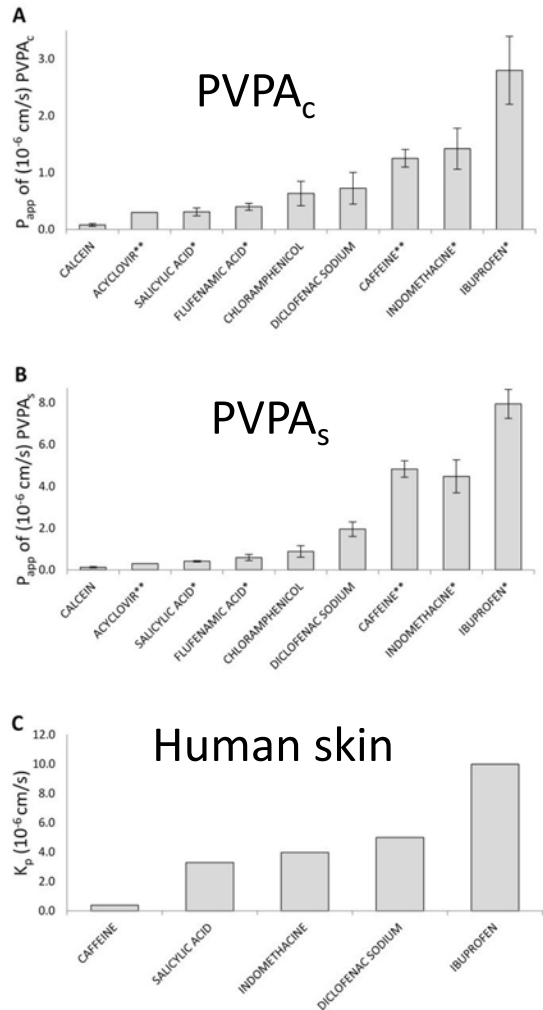 A
PVPAc
Papp of (10-6 cm/s) PVPAc
3.0
2.0
1.0
0.0
CALCEIN
ACYCLOVIR**
SALICYLIC ACID*
FLUFENAMIC ACID*
CHLORAMPHENICOL
DICLOFENAC SODIUM
CAFFEINE**
INDOMETHACINE*
IBUPROFEN*
B
PVPAs
Papp of (10-6 cm/s) PVPAs
8.0
6.0
4.0
2.0
0.0
CALCEIN
ACYCLOVIR**
SALICYLIC ACID*
FLUFENAMIC ACID*
CHLORAMPHENICOL
DICLOFENAC SODIUM
CAFFEINE**
INDOMETHACINE*
IBUPROFEN*
C
Human skin
Kp (10-6 cm/s)
12.0
10.0
8.0
6.0
4.0
2.0
0.0
CAFFEINE
SALICYLIC ACID
INDOMETHACINE
DICLOFENAC SODIUM
IBUPROFEN